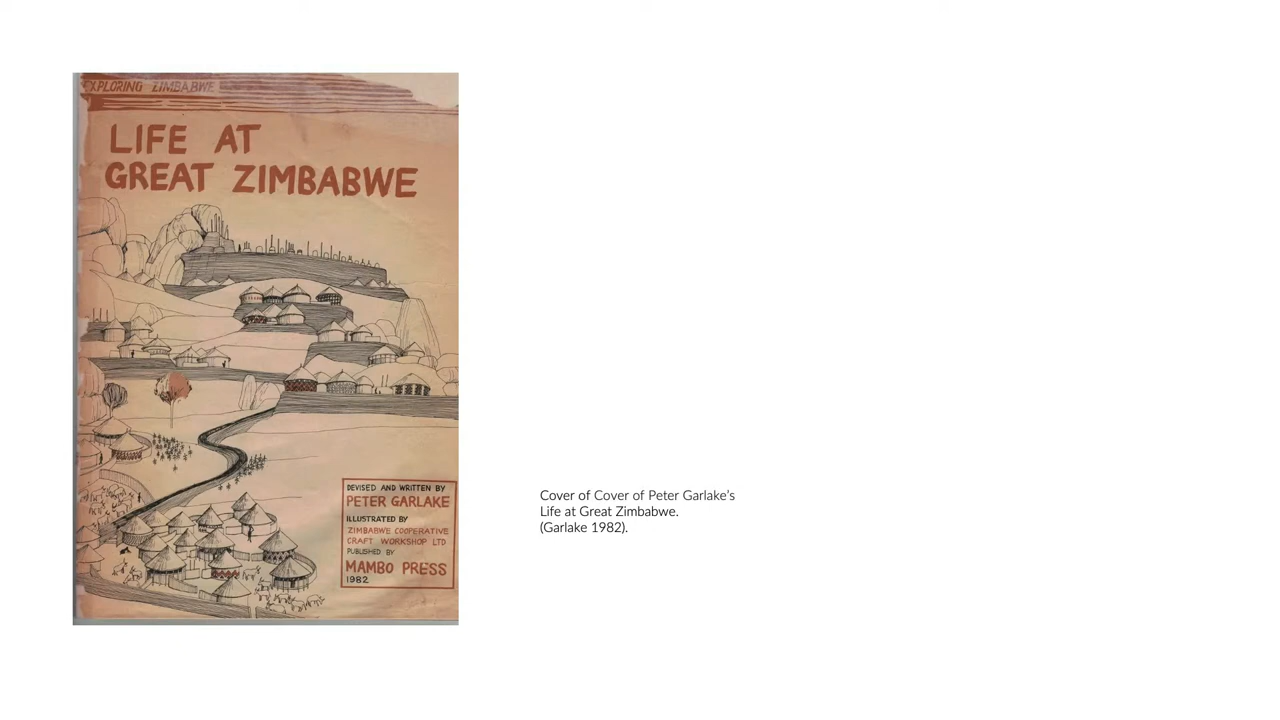 EXPLORING ZIMBABWE
LIFE AT
GREAT ZIMBABWE
DEVISED AND WRITTEN BY
PETER GARLAKE
ILLUSTRATED BY
ZIMBABWE COOPERATIVE
CRAFT WORKSHOP LTD
PUBLISHED BY
MAMBO PRESS
1982
Cover of Cover of Peter Garlake's
Life at Great Zimbabwe.
(Garlake 1982).